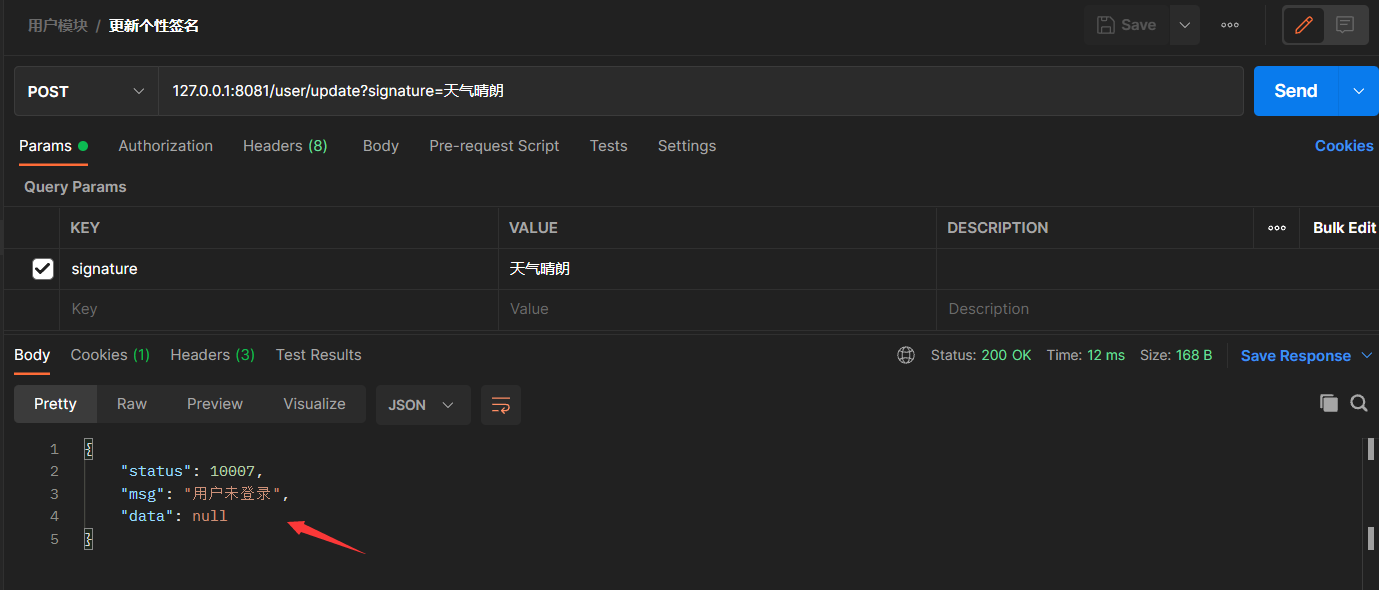 用户模块 / 更新个性签名 Save ooo
POST 127.0.0.1:8081/user/update?signature=天气晴朗 Send
Params Authorization Headers (8) Body Pre-request Script Tests Settings Cookies
Query Params
KEY VALUE DESCRIPTION ooo Bulk Edit
signature 天气晴朗
Key Value Description
Body Cookies (1) Headers (3) Test Results Status: 200 OK Time: 12 ms Size: 168 B Save Response
Pretty Raw Preview Visualize JSON
1 {
2 "status": 10007,
3 "msg": "用户未登录",
4 "data": null
5 }